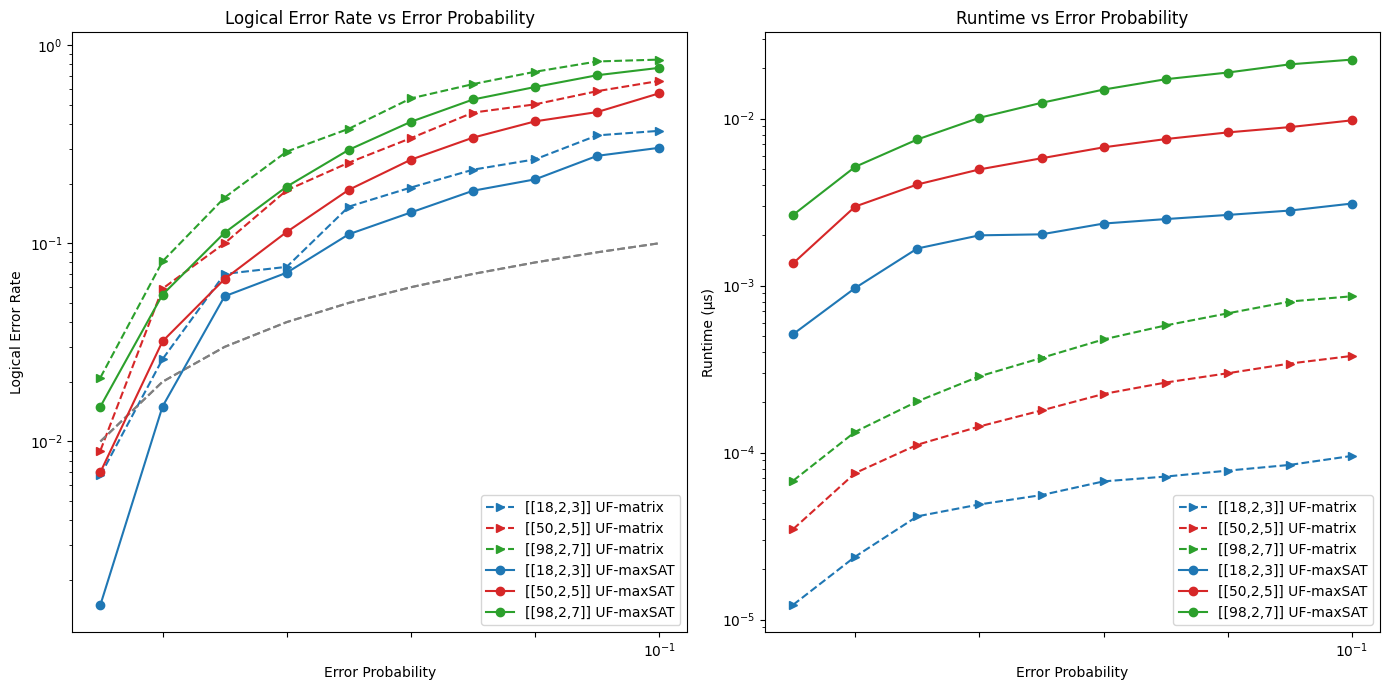 Logical Error Rate vs Error Probability
Logical Error Rate
10⁰
10⁻¹
10⁻²
10⁻¹
Error Probability
[[18,2,3]] UF-matrix
[[50,2,5]] UF-matrix
[[98,2,7]] UF-matrix
[[18,2,3]] UF-maxSAT
[[50,2,5]] UF-maxSAT
[[98,2,7]] UF-maxSAT
Runtime vs Error Probability
Runtime (μs)
10⁻²
10⁻³
10⁻⁴
10⁻⁵
10⁻¹
Error Probability
[[18,2,3]] UF-matrix
[[50,2,5]] UF-matrix
[[98,2,7]] UF-matrix
[[18,2,3]] UF-maxSAT
[[50,2,5]] UF-maxSAT
[[98,2,7]] UF-maxSAT